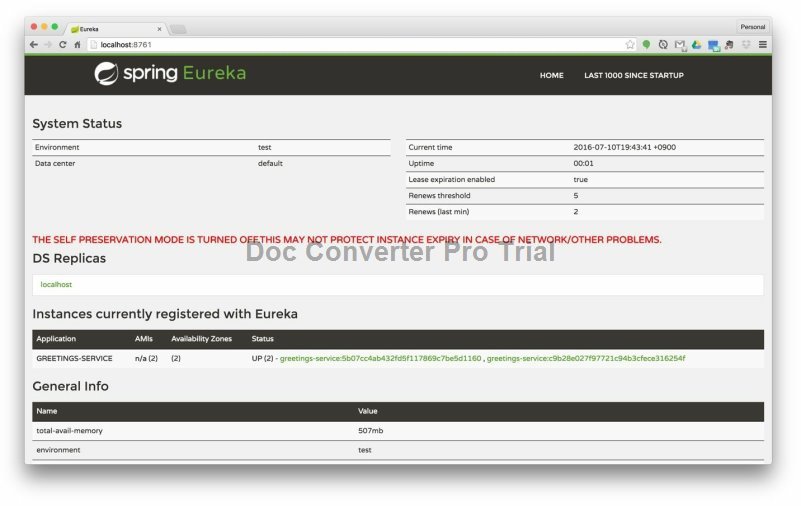 Eureka
Personal
localhost:8761
spring Eureka
HOME LAST 1000 SINCE STARTUP
System Status
Environment test
Data center default
Current time 2016-07-10T19:43:41 +0900
Uptime 00:01
Lease expiration enabled true
Renews threshold 5
Renews (last min) 2
THE SELF PRESERVATION MODE IS TURNED OFF.THIS MAY NOT PROTECT INSTANCE EXPIRY IN CASE OF NETWORK/OTHER PROBLEMS.
Doc Converter Pro Trial
DS Replicas
localhost
Instances currently registered with Eureka
Application AMIs Availability Zones Status
GREETINGS-SERVICE n/a (2) (2) UP (2) - greetings-service:5b07cc4ab432fd5f117869c7be5d1160 , greetings-service:c9b28e027f97721c94b3cfece316254f
General Info
Name Value
total-avail-memory 507mb
environment test